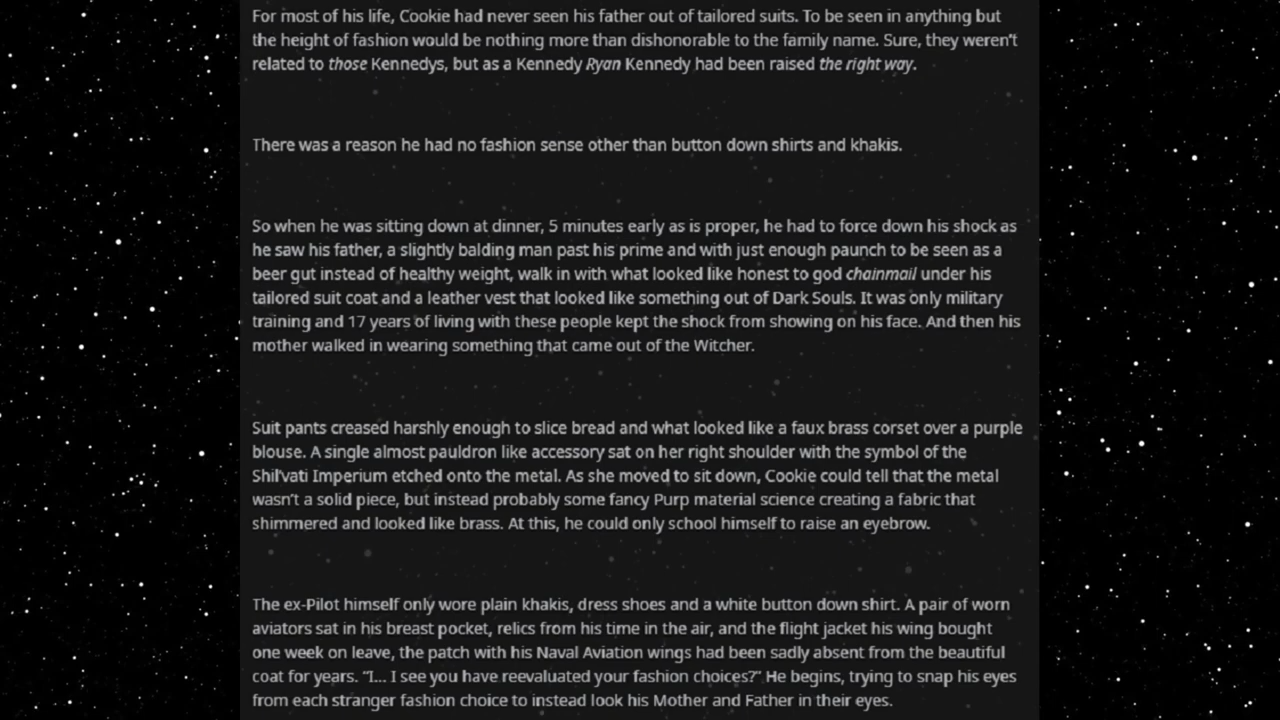 For most of his life, Cookie had never seen his father out of tailored suits. To be seen in anything but
the height of fashion would be nothing more than dishonorable to the family name. Sure, they weren't
related to those Kennedys, but as a Kennedy Ryan Kennedy had been raised the right way.
There was a reason he had no fashion sense other than button down shirts and khakis.
So when he was sitting down at dinner, 5 minutes early as is proper, he had to force down his shock as
he saw his father, a slightly balding man past his prime and with just enough paunch to be seen as a
beer gut instead of healthy weight, walk in with what looked like honest to god chainmail under his
tailored suit coat and a leather vest that looked like something out of Dark Souls. It was only military
training and 17 years of living with these people kept the shock from showing on his face. And then his
mother walked in wearing something that came out of the Witcher.
Suit pants creased harshly enough to slice bread and what looked like a faux brass corset over a purple
blouse. A single almost pauldron like accessory sat on her right shoulder with the symbol of the
Shil'vati Imperium etched onto the metal. As she moved to sit down, Cookie could tell that the metal
wasn't a solid piece, but instead probably some fancy Purp material science creating a fabric that
shimmered and looked like brass. At this, he could only school himself to raise an eyebrow.
The ex-Pilot himself only wore plain khakis, dress shoes and a white button down shirt. A pair of worn
aviators sat in his breast pocket, relics from his time in the air, and the flight jacket his wing bought
one week on leave, the patch with his Naval Aviation wings had been sadly absent from the beautiful
coat for years. "I... I see you have reevaluated your fashion choices?" He begins, trying to snap his eyes
from each stranger fashion choice to instead look his Mother and Father in their eyes.